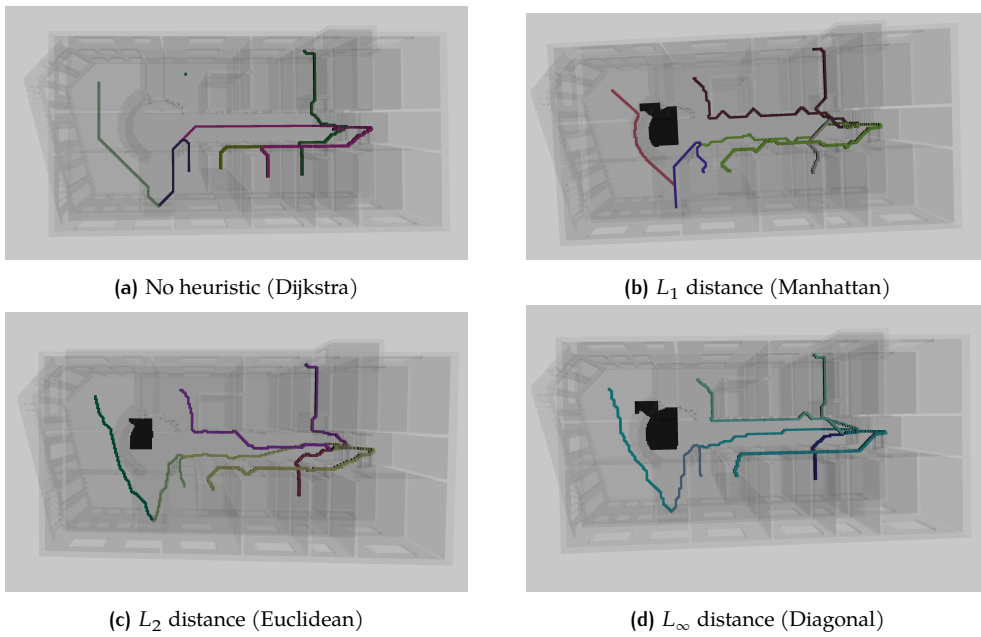 (a) No heuristic (Dijkstra)
(b) L₁ distance (Manhattan)
(c) L₂ distance (Euclidean)
(d) L∞ distance (Diagonal)